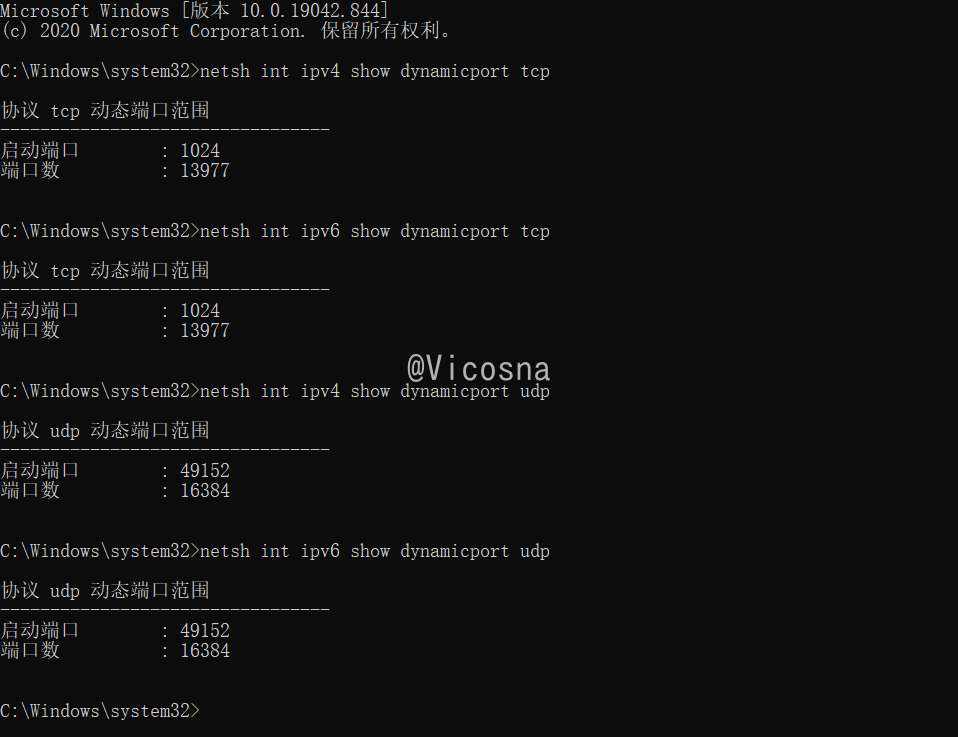 Microsoft Windows [版本 10.0.19042.844]
(c) 2020 Microsoft Corporation. 保留所有权利。
C:\Windows\system32>netsh int ipv4 show dynamicport tcp
协议 tcp 动态端口范围
---------------------------------
启动端口        : 1024
端口数          : 13977
C:\Windows\system32>netsh int ipv6 show dynamicport tcp
协议 tcp 动态端口范围
---------------------------------
启动端口        : 1024
端口数          : 13977
@Vicosna
C:\Windows\system32>netsh int ipv4 show dynamicport udp
协议 udp 动态端口范围
---------------------------------
启动端口        : 49152
端口数          : 16384
C:\Windows\system32>netsh int ipv6 show dynamicport udp
协议 udp 动态端口范围
---------------------------------
启动端口        : 49152
端口数          : 16384
C:\Windows\system32>